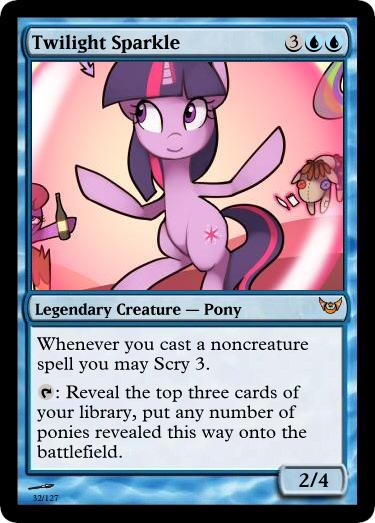 Twilight Sparkle 3
Legendary Creature — Pony
Whenever you cast a noncreature
spell you may Scry 3.
: Reveal the top three cards of
your library, put any number of
ponies revealed this way onto the
battlefield.
2/4
32/127